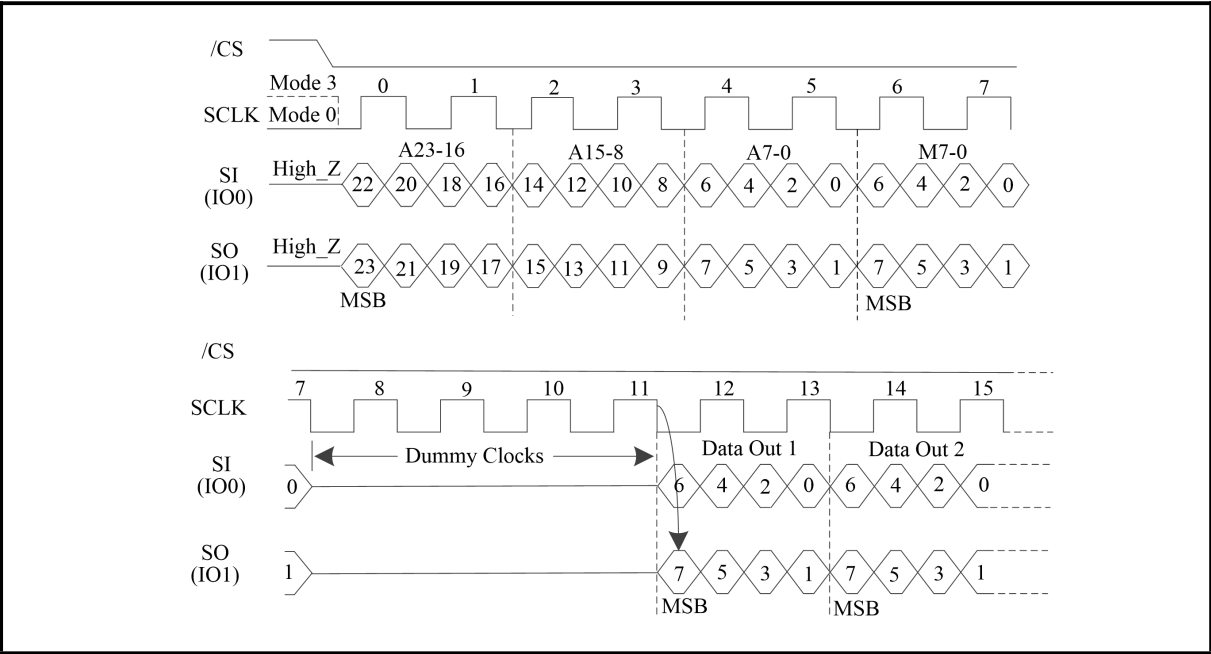 /CS
Mode 3 0 1 2 3 4 5 6 7
SCLK Mode 0
A23-16 A15-8 A7-0 M7-0
SI (IO0) High_Z 22 20 18 16 14 12 10 8 6 4 2 0 6 4 2 0
SO (IO1) High_Z 23 21 19 17 15 13 11 9 7 5 3 1 7 5 3 1
MSB MSB
/CS
7 8 9 10 11 12 13 14 15
SCLK
Dummy Clocks Data Out 1 Data Out 2
SI (IO0) 0 6 4 2 0 6 4 2 0
SO (IO1) 1 7 5 3 1 7 5 3 1
MSB MSB